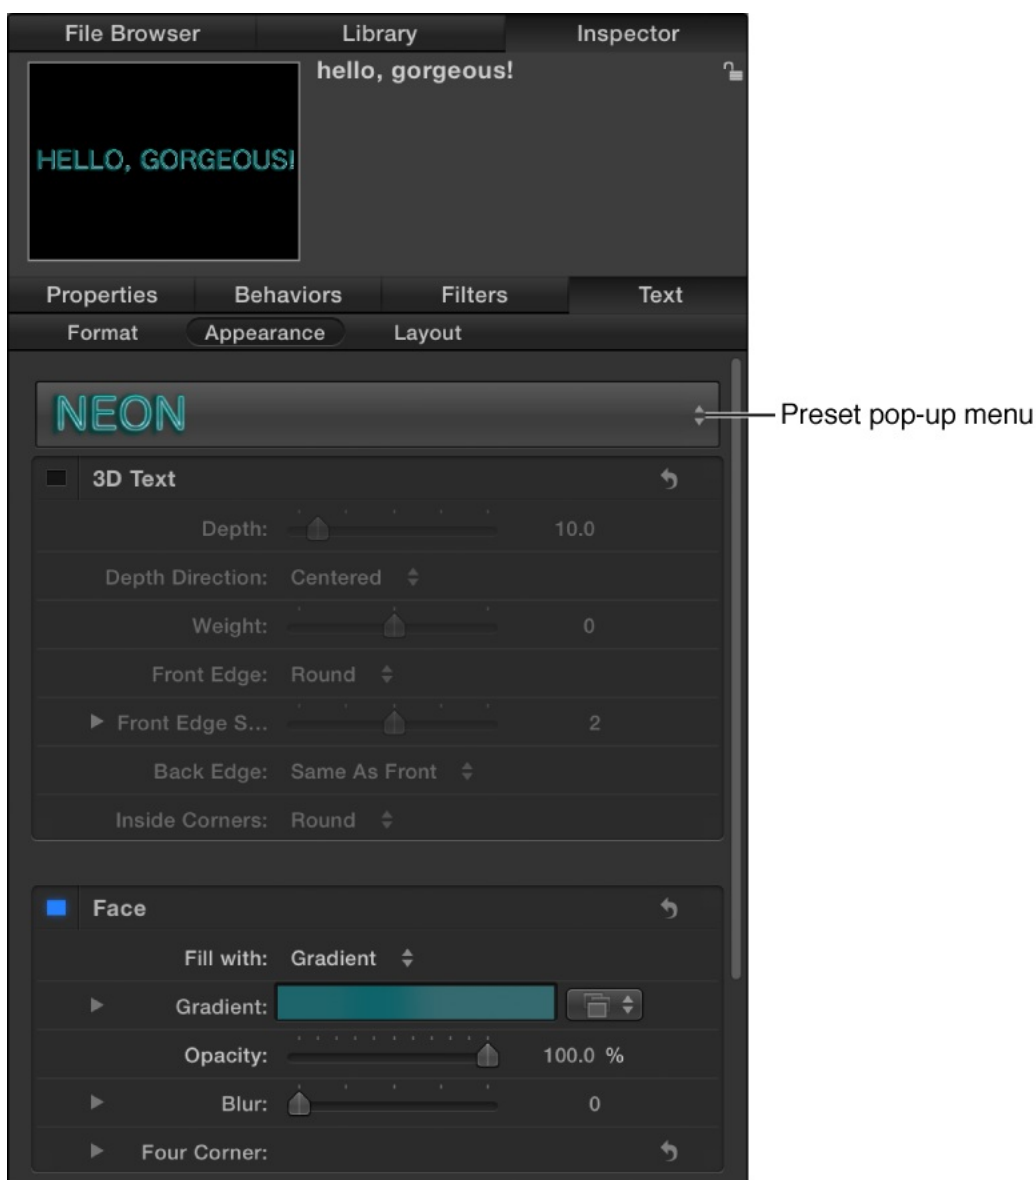 File Browser Library Inspector
hello, gorgeous!
HELLO, GORGEOUS!
Properties Behaviors Filters Text
Format Appearance Layout
NEON
Preset pop-up menu
3D Text
Depth: 10.0
Depth Direction: Centered
Weight: 0
Front Edge: Round
Front Edge S... 2
Back Edge: Same As Front
Inside Corners: Round
Face
Fill with: Gradient
Gradient:
Opacity: 100.0 %
Blur: 0
Four Corner: